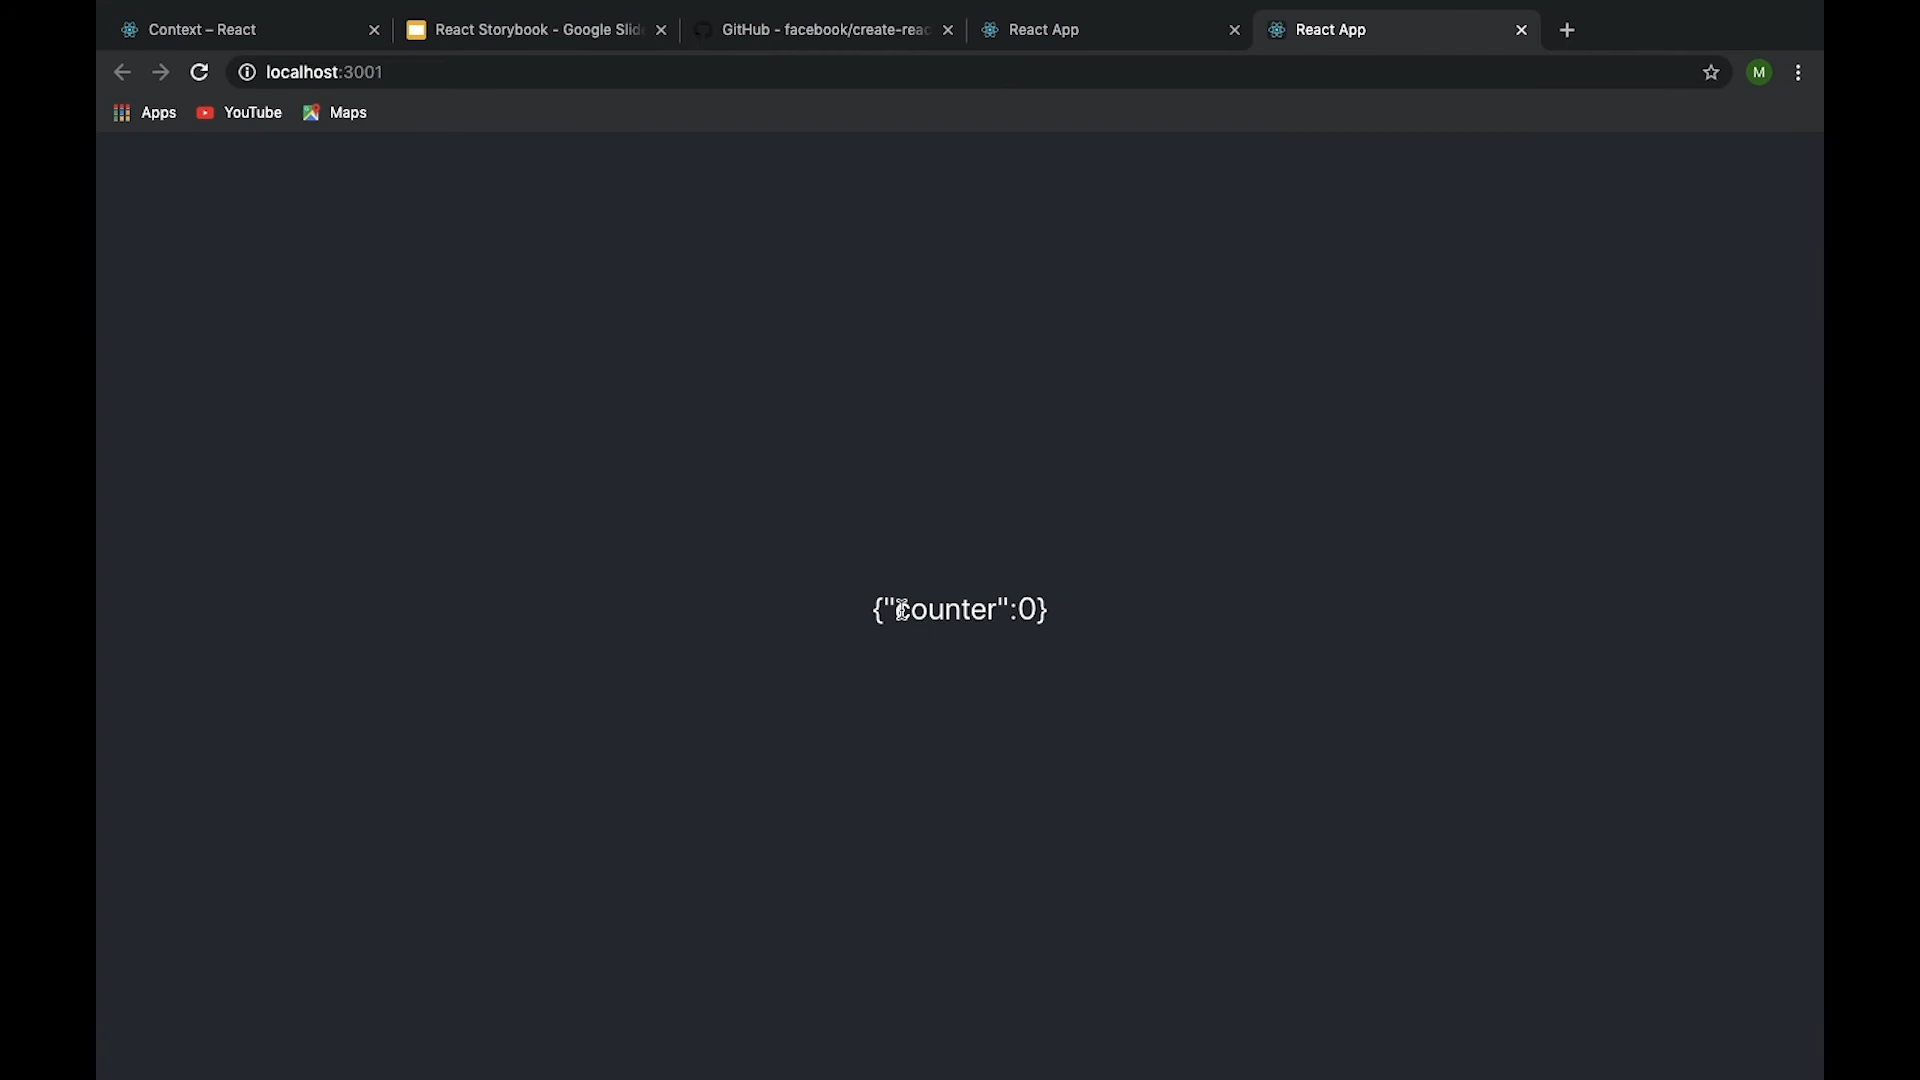 Context – React
React Storybook - Google Slid
GitHub - facebook/create-reac
React App
React App
localhost:3001
M
Apps
YouTube
Maps
{"counter":0}